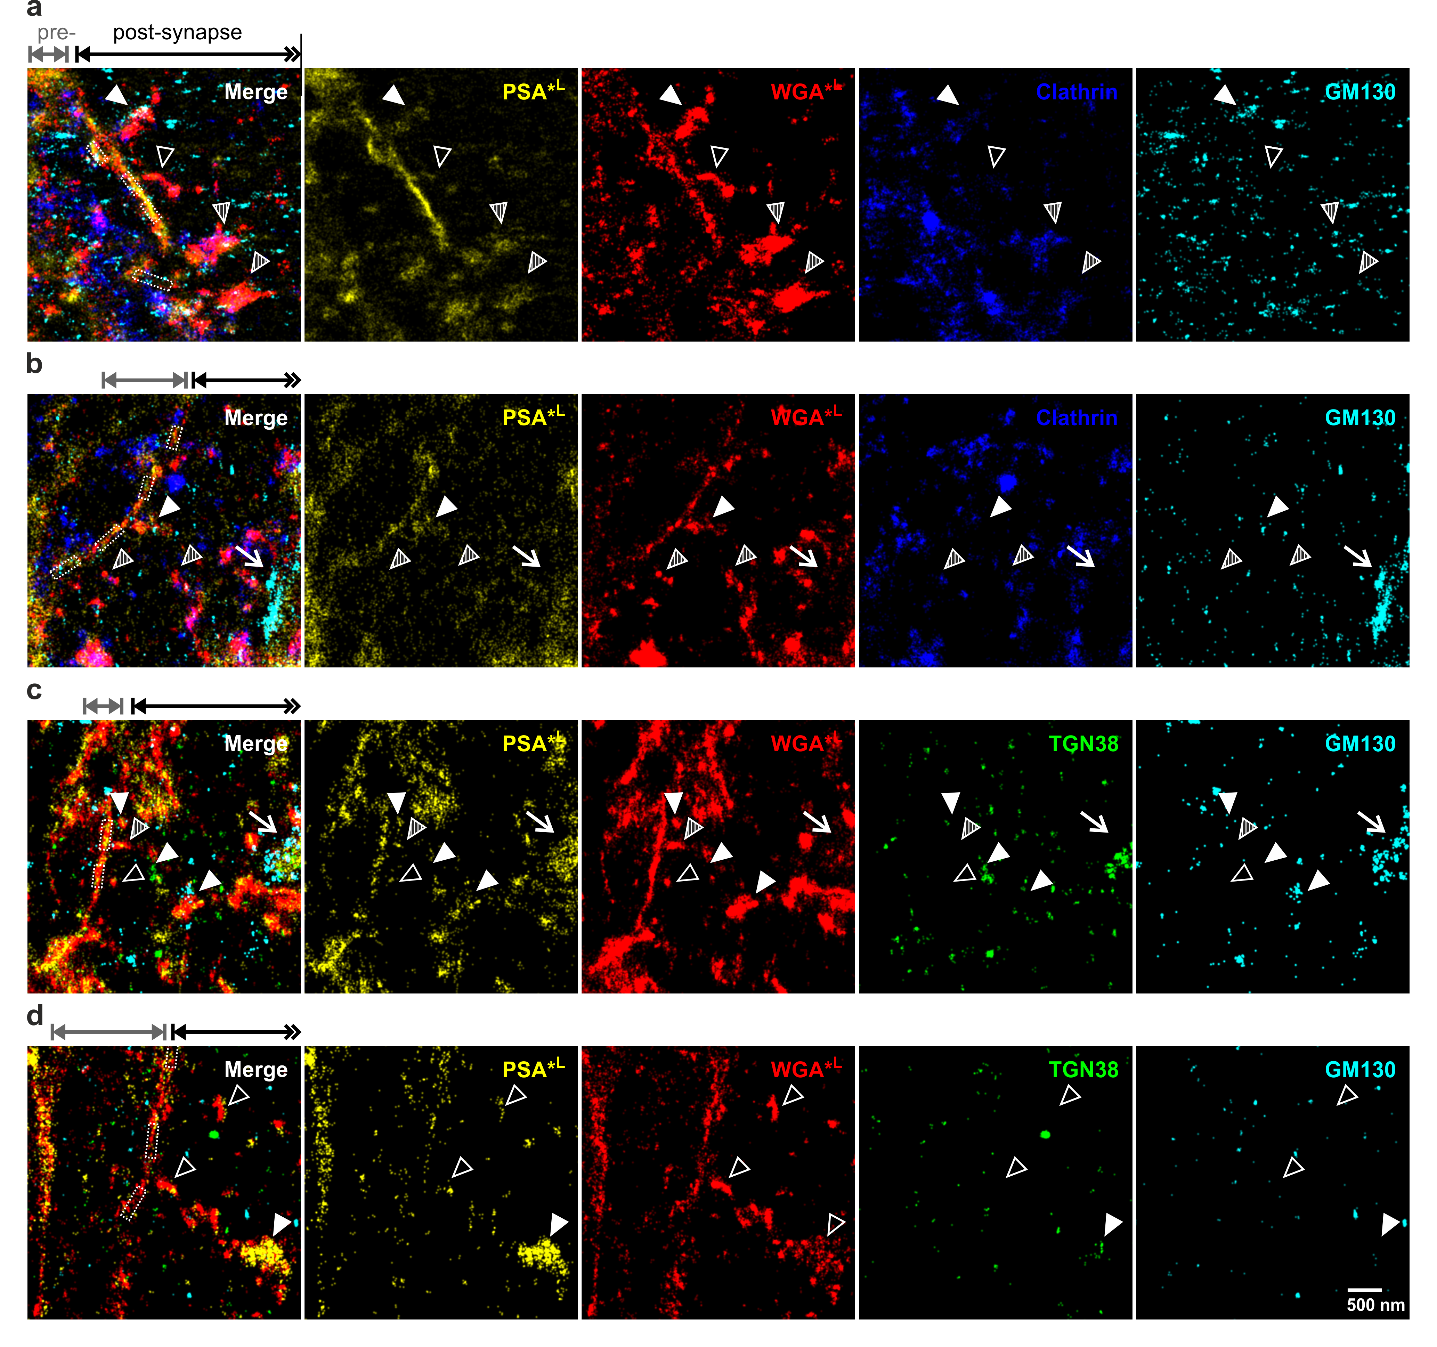 a
pre- post-synapse
Merge PSA*L WGA*L Clathrin GM130
b
Merge PSA*L WGA*L Clathrin GM130
c
Merge PSA*L WGA*L TGN38 GM130
d
Merge PSA*L WGA*L TGN38 GM130
500 nm